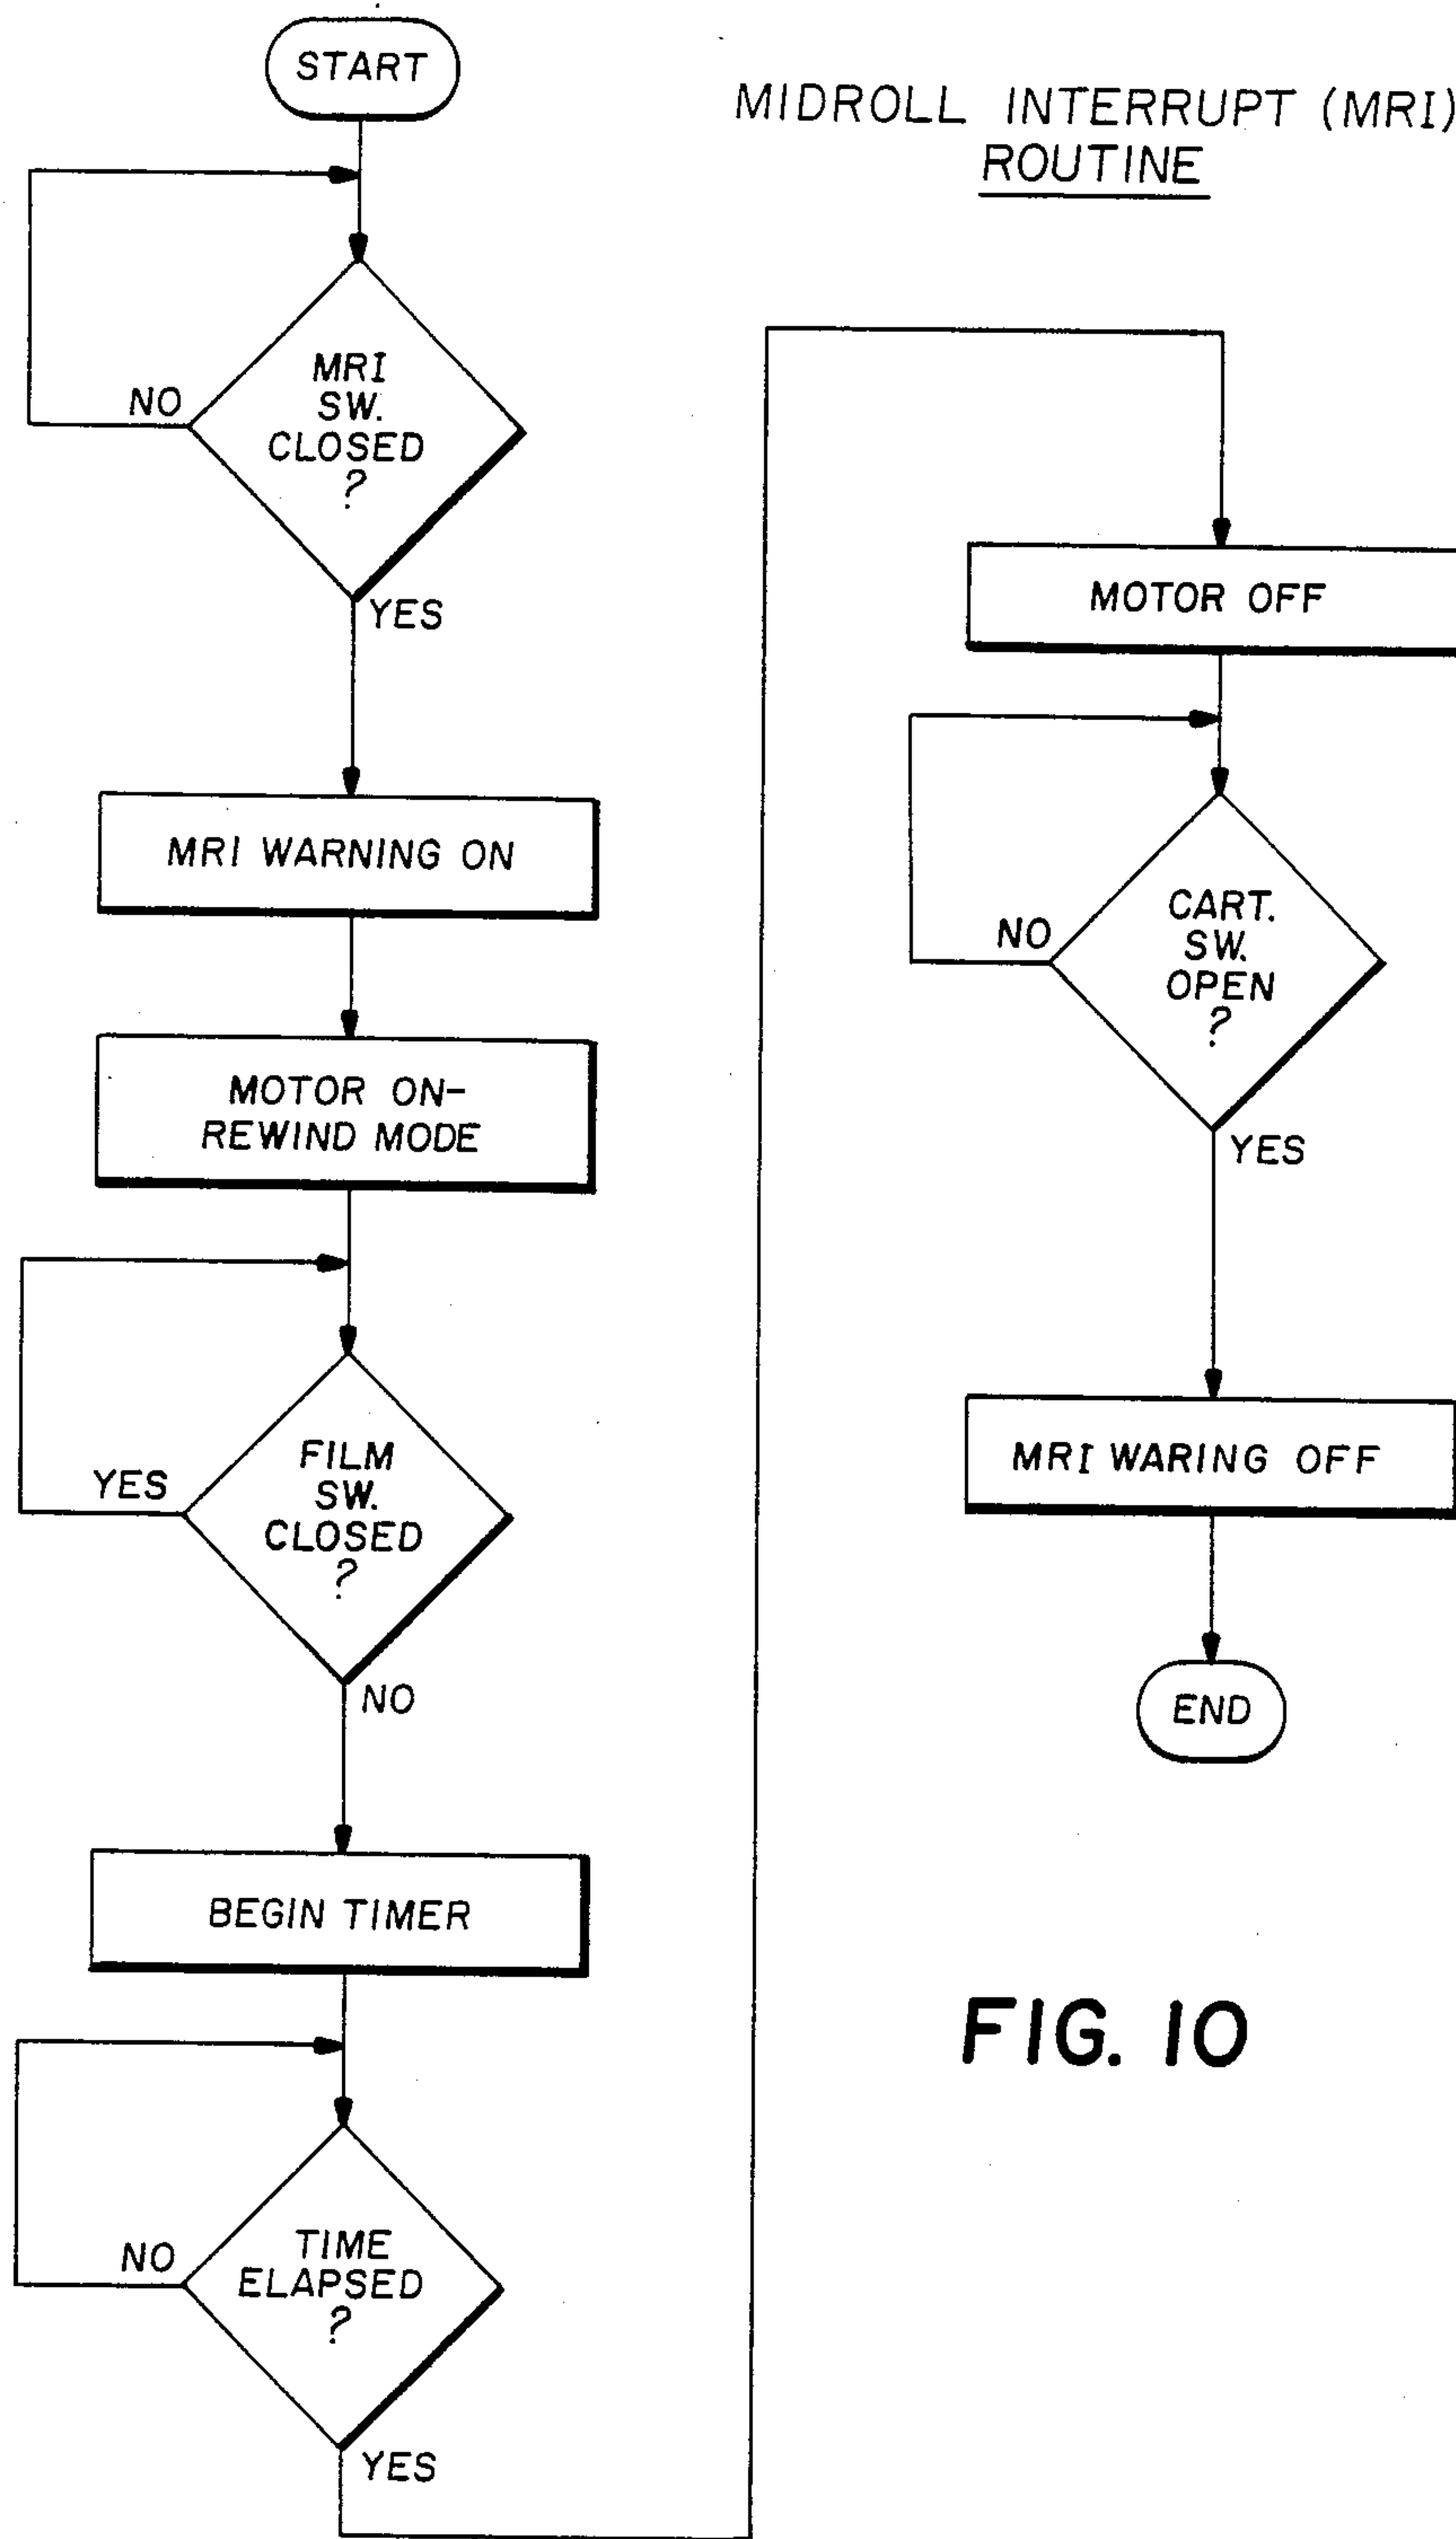 START
MIDROLL INTERRUPT (MRI)
ROUTINE
MRI
SW.
CLOSED
?
NO
YES
MRI WARNING ON
MOTOR ON-
REWIND MODE
FILM
SW.
CLOSED
?
YES
NO
BEGIN TIMER
TIME
ELAPSED
?
NO
YES
MOTOR OFF
CART.
SW.
OPEN
?
NO
YES
MRI WARING OFF
END
FIG. 10